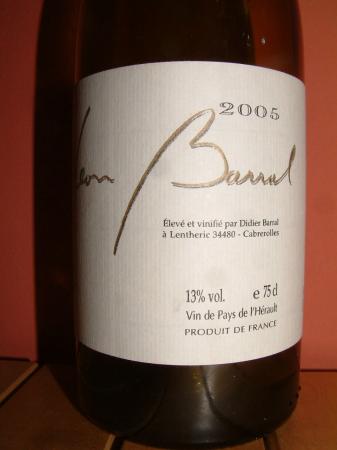 2005
Leon Barral
Élevé et vinifié par Didier Barral
à Lentheric 34480 - Cabrerolles
13% vol. e 75 cl
Vin de Pays de l'Hérault
PRODUIT DE FRANCE